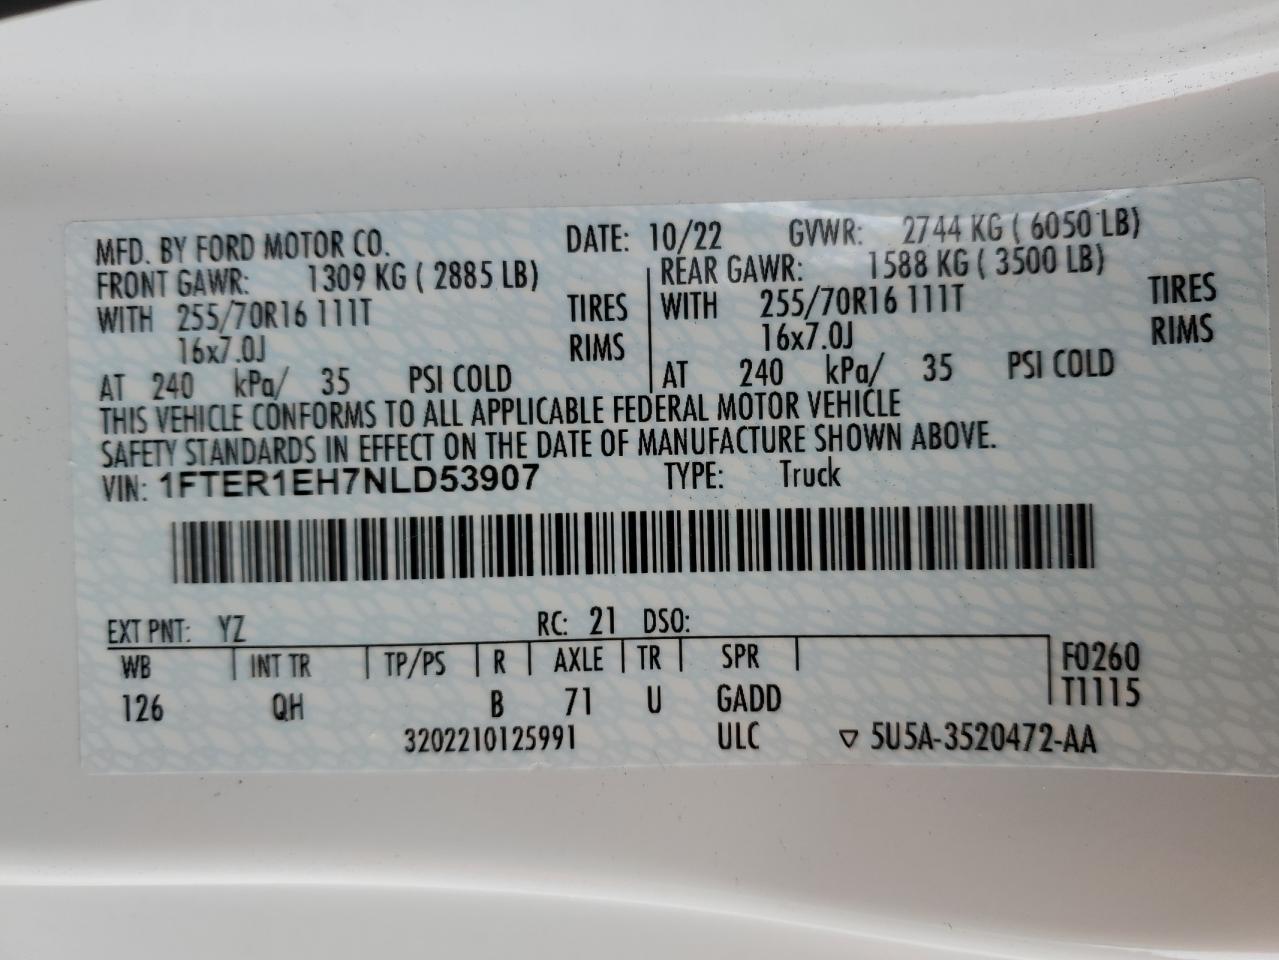 MFD. BY FORD MOTOR CO. DATE: 10/22 GVWR: 2744 KG ( 6050 LB)
FRONT GAWR: 1309 KG ( 2885 LB) REAR GAWR: 1588 KG ( 3500 LB)
WITH 255/70R16 111T TIRES WITH 255/70R16 111T TIRES
16x7.0J RIMS 16x7.0J RIMS
AT 240 kPa/ 35 PSI COLD AT 240 kPa/ 35 PSI COLD
THIS VEHICLE CONFORMS TO ALL APPLICABLE FEDERAL MOTOR VEHICLE
SAFETY STANDARDS IN EFFECT ON THE DATE OF MANUFACTURE SHOWN ABOVE.
VIN: 1FTER1EH7NLD53907 TYPE: Truck
EXT PNT: YZ RC: 21 DSO:
WB INT TR TP/PS R AXLE TR SPR F0260
126 QH B 71 U GADD T1115
3202210125991 ULC ▽ 5U5A-3520472-AA